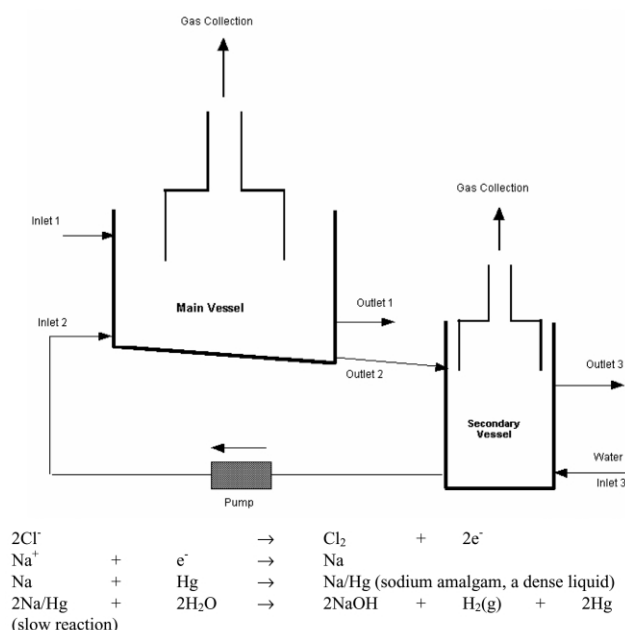 Gas Collection
Gas Collection
Inlet 1
Main Vessel
Outlet 1
Inlet 2
Outlet 2
Outlet 3
Secondary
Vessel
Water
Inlet 3
Pump
2Cl⁻ → Cl₂ + 2e⁻
Na⁺ + e⁻ → Na
Na + Hg → Na/Hg (sodium amalgam, a dense liquid)
2Na/Hg + 2H₂O → 2NaOH + H₂(g) + 2Hg
(slow reaction)